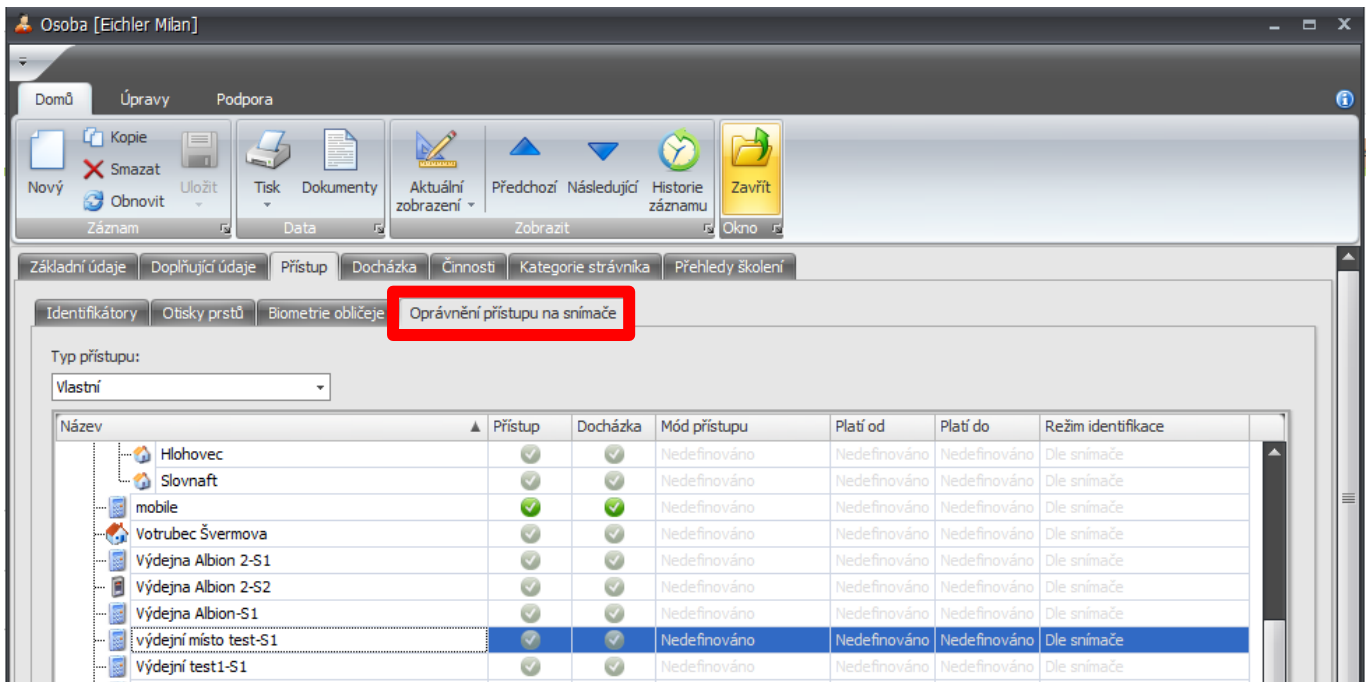 Osoba [Eichler Milan]
Domů Úpravy Podpora
Nový Kopie Smazat Obnovit Uložit Tisk Dokumenty Aktuální zobrazení Předchozí Následující Historie záznamu Zavřít
Záznam Data Zobrazit Okno
Základní údaje Doplňující údaje Přístup Docházka Činnosti Kategorie strávníka Přehledy školení
Identifikátory Otisky prstů Biometrie obličeje Oprávnění přístupu na snímače
Typ přístupu:
Vlastní
Název Přístup Docházka Mód přístupu Platí od Platí do Režim identifikace
Hlohovec Nedefinováno Nedefinováno Nedefinováno Dle snímače
Slovnaft Nedefinováno Nedefinováno Nedefinováno Dle snímače
mobile Nedefinováno Nedefinováno Nedefinováno Dle snímače
Votrubec Švermova Nedefinováno Nedefinováno Nedefinováno Dle snímače
Výdejna Albion 2-S1 Nedefinováno Nedefinováno Nedefinováno Dle snímače
Výdejna Albion 2-S2 Nedefinováno Nedefinováno Nedefinováno Dle snímače
Výdejna Albion-S1 Nedefinováno Nedefinováno Nedefinováno Dle snímače
výdejní místo test-S1 Nedefinováno Nedefinováno Nedefinováno Dle snímače
Výdejní test1-S1 Nedefinováno Nedefinováno Nedefinováno Dle snímače